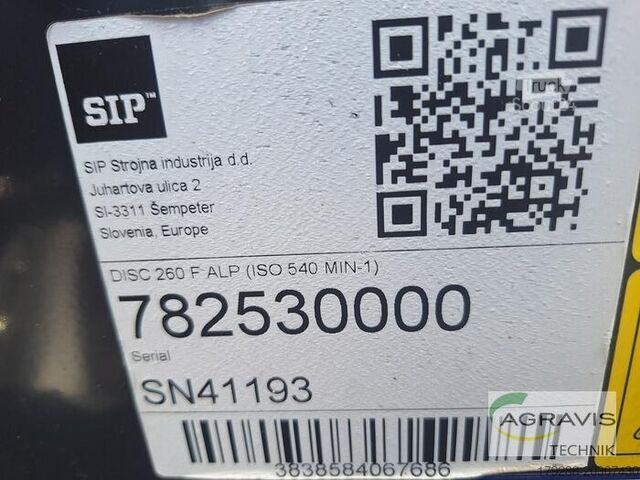 SIP™
SIP Strojna industrija d.d.
Juhartova ulica 2
SI-3311 Šempeter
Slovenia, Europe
DISC 260 F ALP (ISO 540 MIN-1)
782530000
Serial
SN41193
3838584067686
Truck
AGRAVIS
TECHNIK